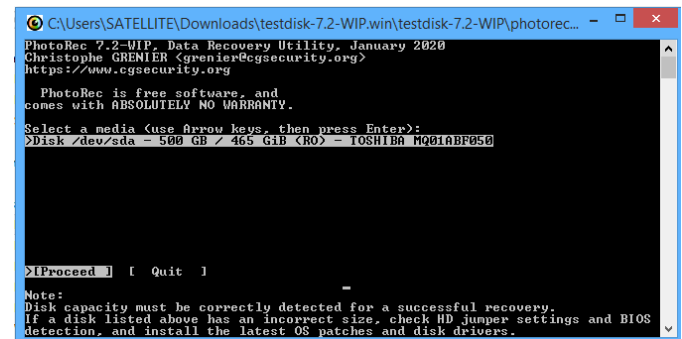 C:\Users\SATELLITE\Downloads\testdisk-7.2-WIP.win\testdisk-7.2-WIP\photorec...
PhotoRec 7.2-WIP, Data Recovery Utility, January 2020
Christophe GRENIER <grenier@cgsecurity.org>
https://www.cgsecurity.org
PhotoRec is free software, and
comes with ABSOLUTELY NO WARRANTY.
Select a media (use Arrow keys, then press Enter):
>Disk /dev/sda - 500 GB / 465 GiB (RO) - TOSHIBA MQ01ABF050
>[Proceed ]  [  Quit  ]
Note:
Disk capacity must be correctly detected for a successful recovery.
If a disk listed above has an incorrect size, check HD jumper settings and BIOS
detection, and install the latest OS patches and disk drivers.